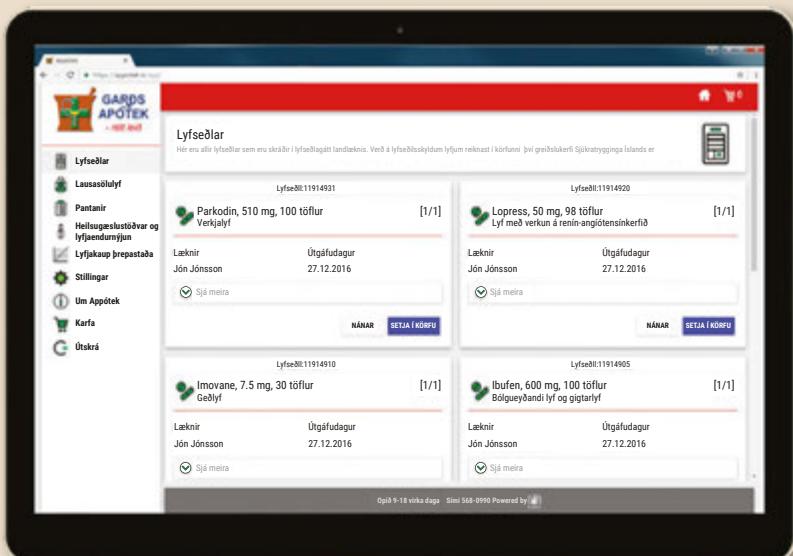 GARÐS
APÓTEK
Lyfseðlar
Lausasölulyf
Pantanir
Heilsugæslustöðvar og
lyfjaendurnýjun
Lyfjakaup þrepastaða
Stillingar
Um Appótek
Karfa
Útskrá
0
Lyfseðlar
Hér eru allir lyfseðlar sem eru skráðir í lyfseðlagátt landlæknis. Verð á lyfseðilsskyldum lyfjum reiknast í körfunni því greiðslukerfi Sjúkratrygginga Íslands er
Lyfseðll:11914931
Parkodin, 510 mg, 100 töflur [1/1]
Verkjalyf
Læknir Útgáfudagur
Jón Jónsson 27.12.2016
Sjá meira
NÁNAR SETJA Í KÖRFU
Lyfseðll:11914920
Lopress, 50 mg, 98 töflur [1/1]
Lyf með verkun á renín-angíótensínkerfið
Læknir Útgáfudagur
Jón Jónsson 27.12.2016
Sjá meira
NÁNAR SETJA Í KÖRFU
Lyfseðll:11914910
Imovane, 7.5 mg, 30 töflur [1/1]
Geðlyf
Læknir Útgáfudagur
Jón Jónsson 27.12.2016
Sjá meira
Lyfseðll:11914905
Ibufen, 600 mg, 100 töflur [1/1]
Bólgueyðandi lyf og gigtarlyf
Læknir Útgáfudagur
Jón Jónsson 27.12.2016
Sjá meira
Opið 9-18 virka daga Sími 568-0990 Powered by